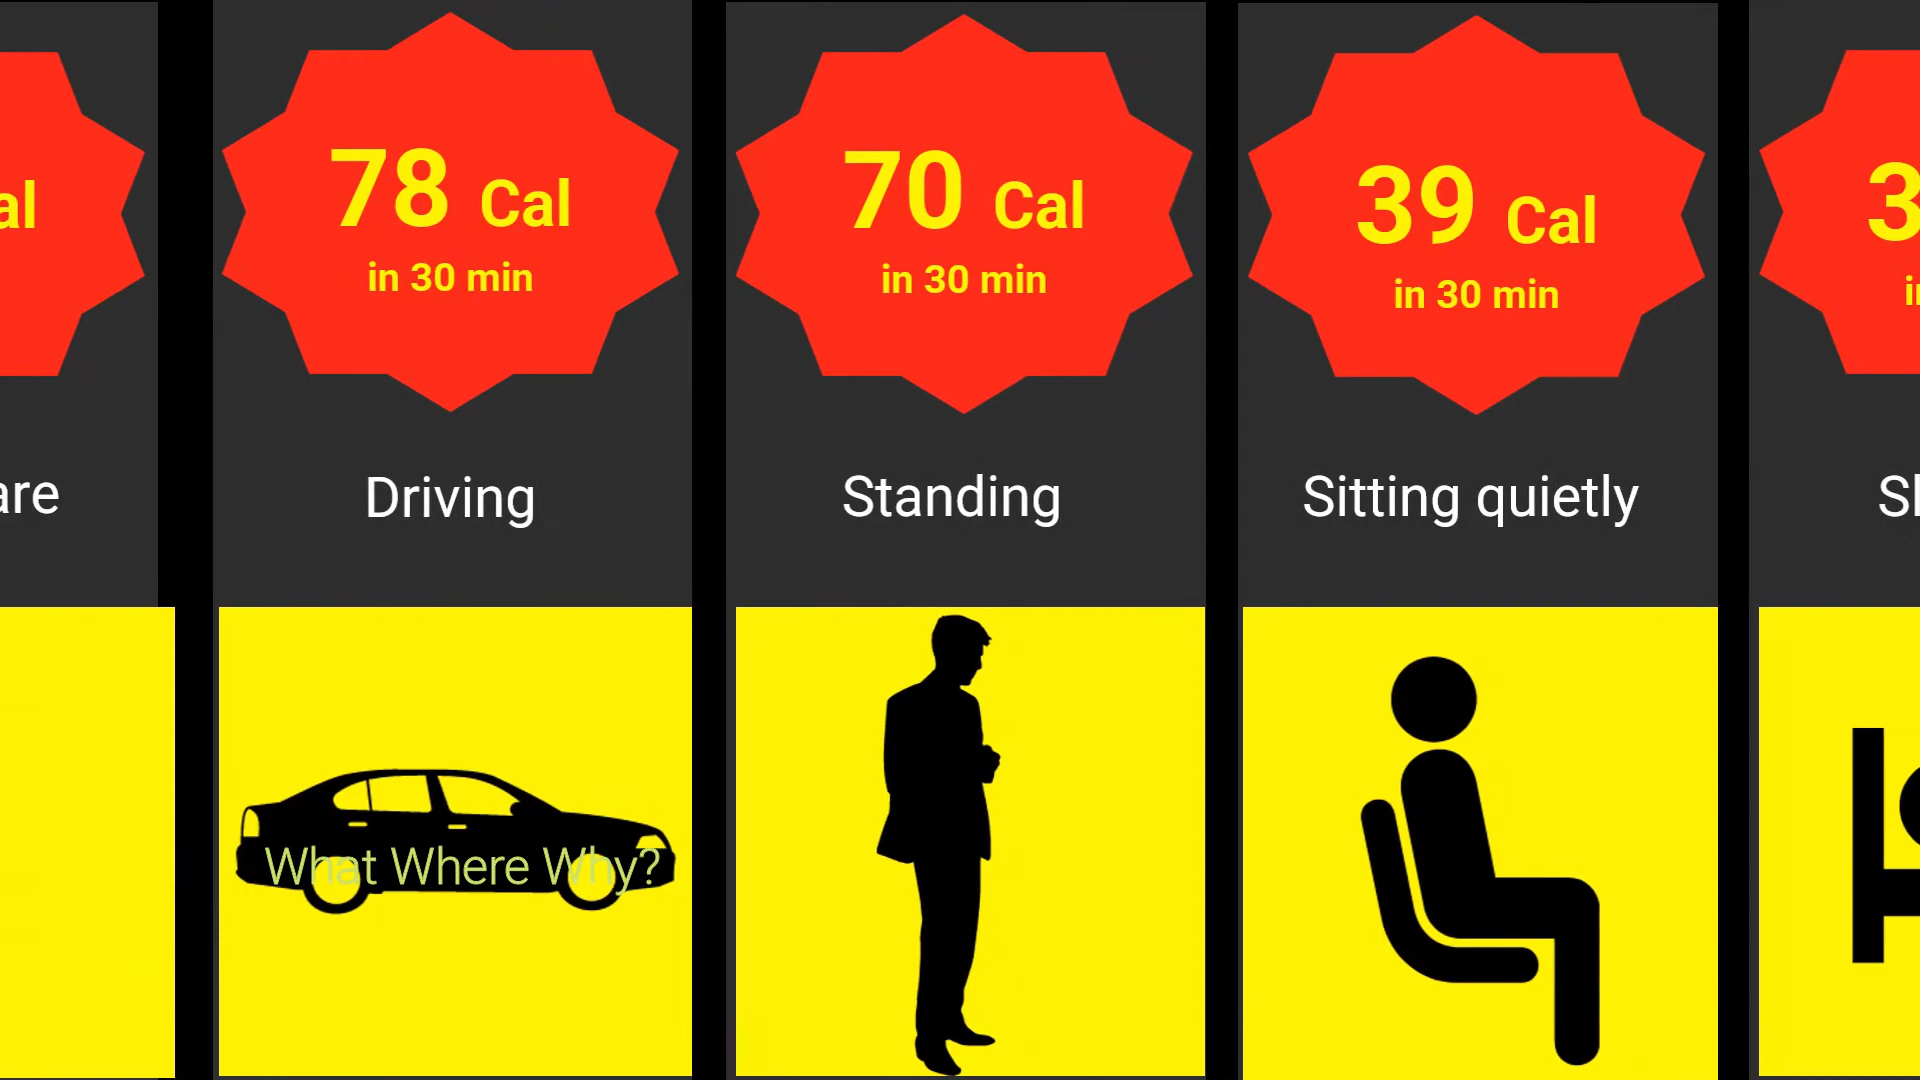 78 Cal
in 30 min
Driving
What Where Why?
70 Cal
in 30 min
Standing
39 Cal
in 30 min
Sitting quietly